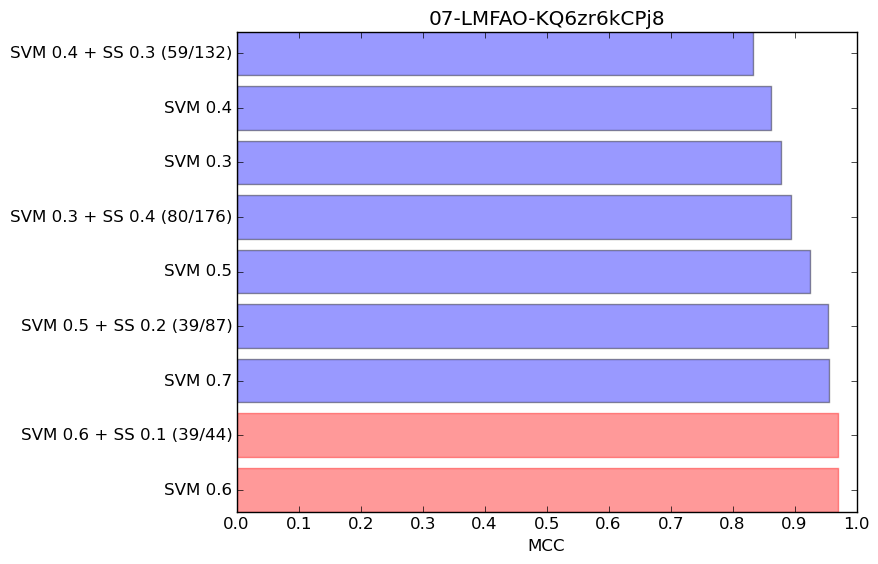 07-LMFAO-KQ6zr6kCPj8
SVM 0.4 + SS 0.3 (59/132)
SVM 0.4
SVM 0.3
SVM 0.3 + SS 0.4 (80/176)
SVM 0.5
SVM 0.5 + SS 0.2 (39/87)
SVM 0.7
SVM 0.6 + SS 0.1 (39/44)
SVM 0.6
0.0 0.1 0.2 0.3 0.4 0.5 0.6 0.7 0.8 0.9 1.0
MCC